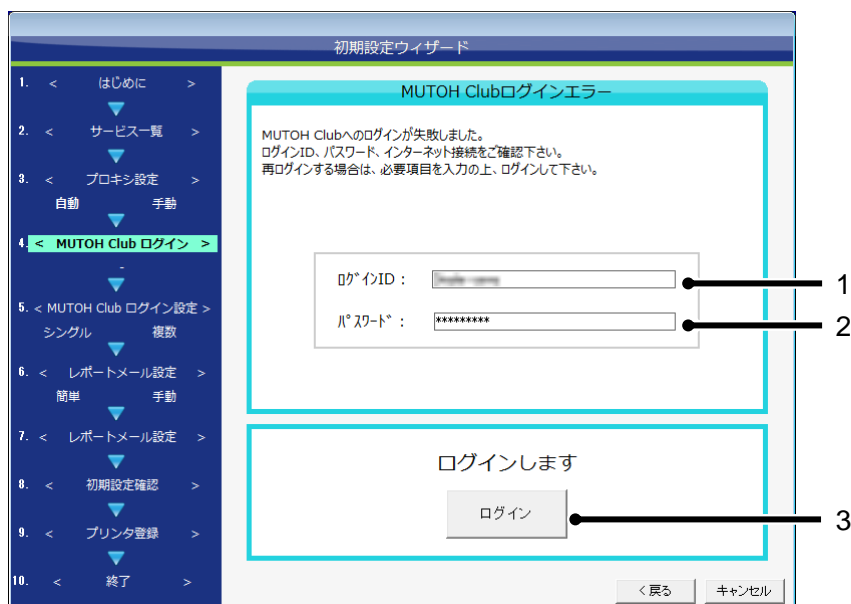 初期設定ウィザード
1. < はじめに >
2. < サービス一覧 >
3. < プロキシ設定 >
自動 手動
4. < MUTOH Club ログイン >
-
5. < MUTOH Club ログイン設定 >
シングル 複数
6. < レポートメール設定 >
簡単 手動
7. < レポートメール設定 >
8. < 初期設定確認 >
9. < プリンタ登録 >
10. < 終了 >
MUTOH Clubログインエラー
MUTOH Clubへのログインが失敗しました。
ログインID、パスワード、インターネット接続をご確認下さい。
再ログインする場合は、必要項目を入力の上、ログインして下さい。
ﾛｸﾞｲﾝID :
ﾊﾟｽﾜｰﾄﾞ : *********
ログインします
ログイン
< 戻る キャンセル
1
2
3